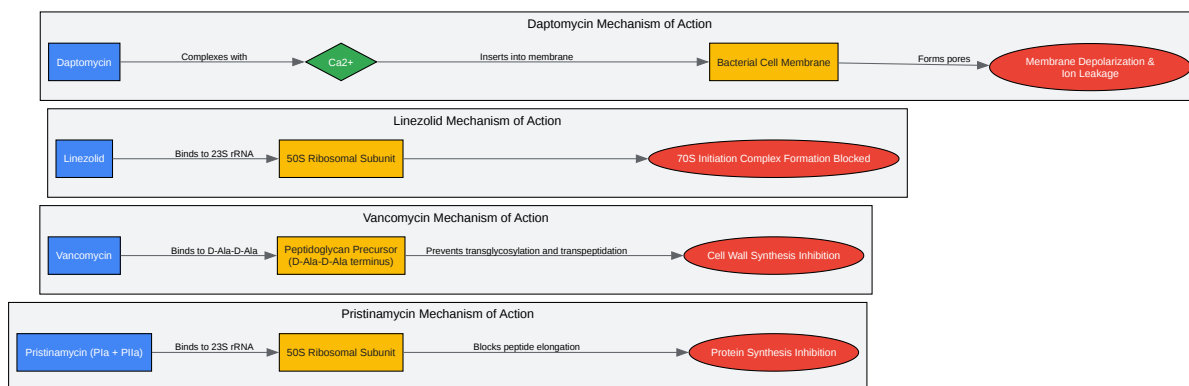 Daptomycin Mechanism of Action
Daptomycin
Complexes with
Ca2+
Inserts into membrane
Bacterial Cell Membrane
Forms pores
Membrane Depolarization &
Ion Leakage
Linezolid Mechanism of Action
Linezolid
Binds to 23S rRNA
50S Ribosomal Subunit
70S Initiation Complex Formation Blocked
Vancomycin Mechanism of Action
Vancomycin
Binds to D-Ala-D-Ala
Peptidoglycan Precursor
(D-Ala-D-Ala terminus)
Prevents transglycosylation and transpeptidation
Cell Wall Synthesis Inhibition
Pristinamycin Mechanism of Action
Pristinamycin (PIa + PIIa)
Binds to 23S rRNA
50S Ribosomal Subunit
Blocks peptide elongation
Protein Synthesis Inhibition